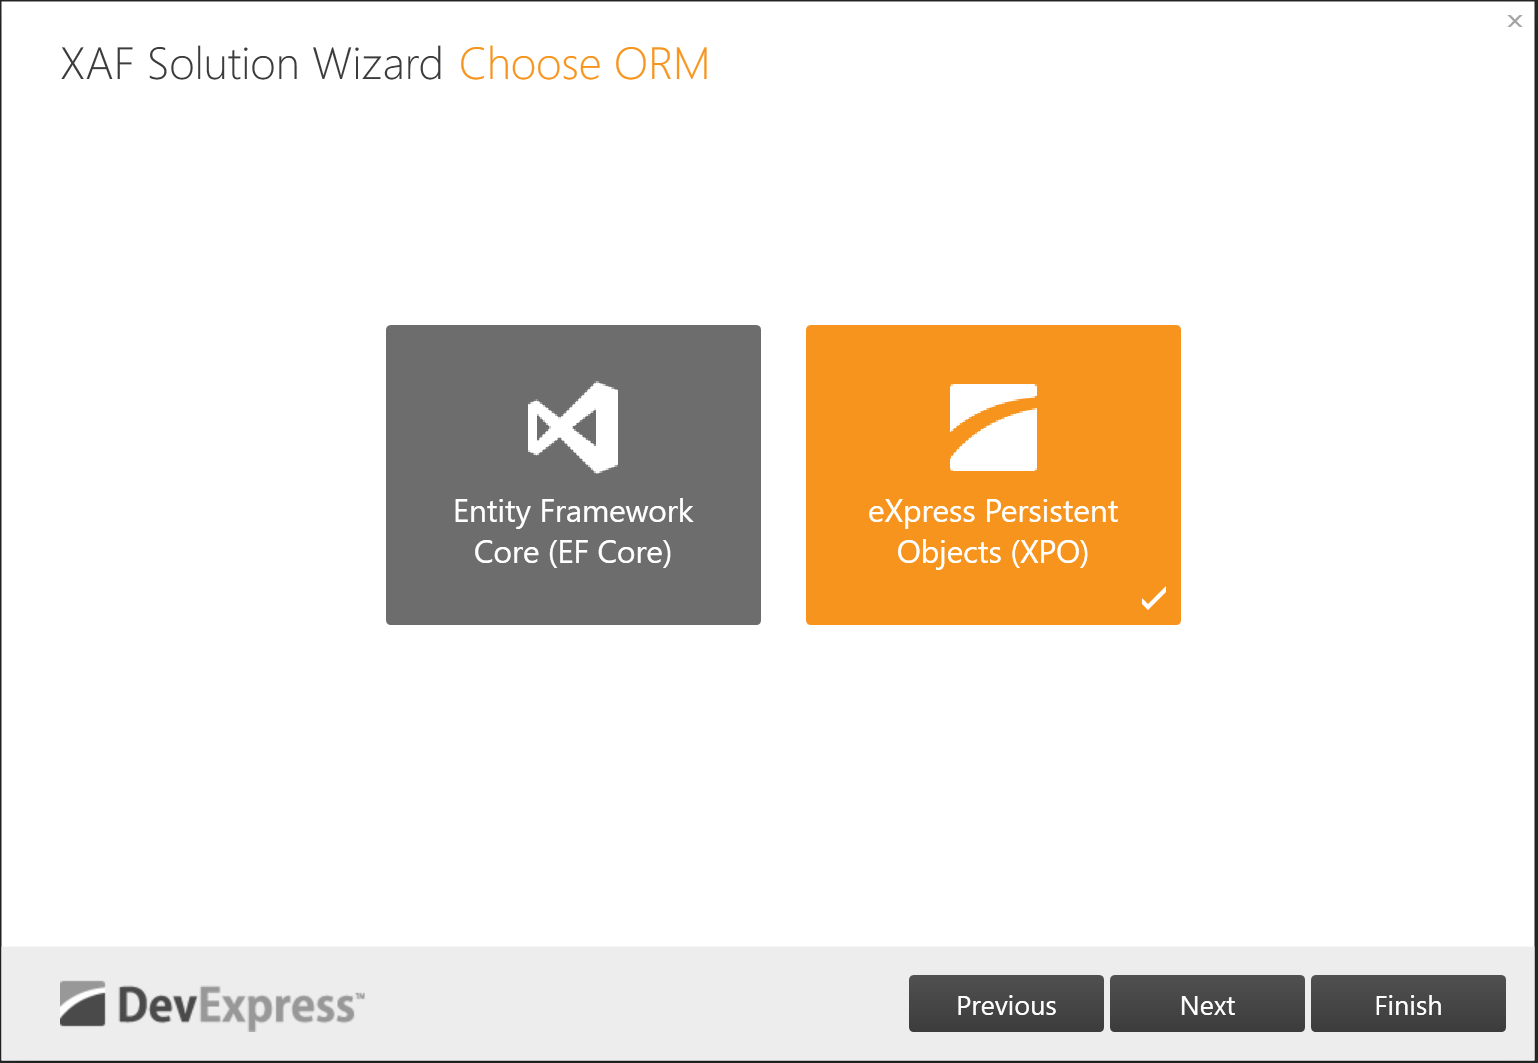 XAF Solution Wizard Choose ORM
Entity Framework
Core (EF Core)
eXpress Persistent
Objects (XPO)
DevExpress™
Previous
Next
Finish